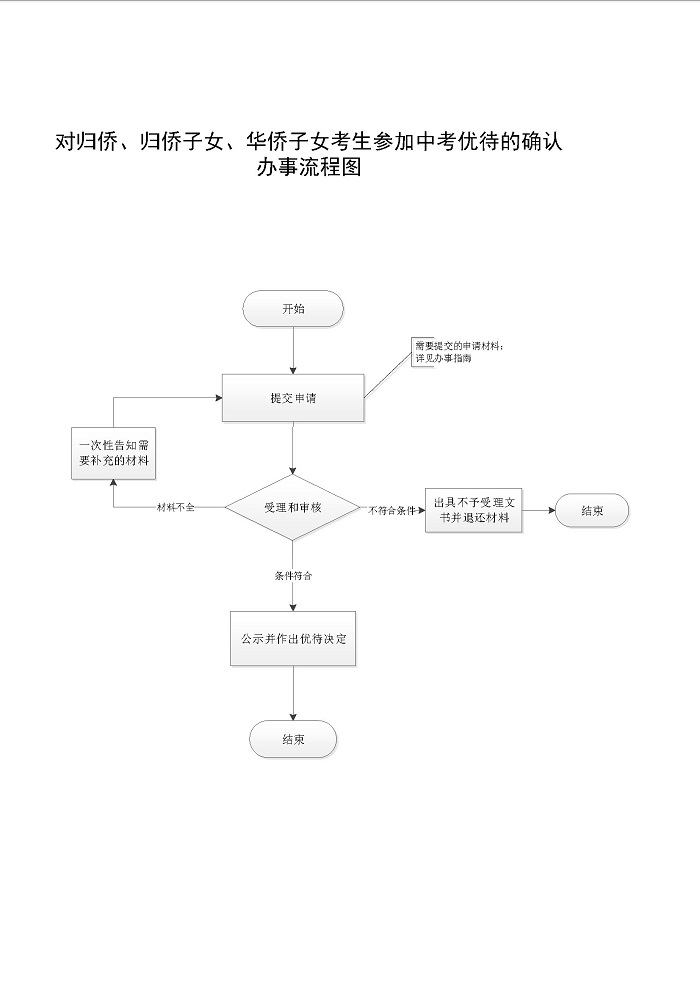 对归侨、归侨子女、华侨子女考生参加中考优待的确认
办事流程图
开始
需要提交的申请材料：
详见办事指南
提交申请
一次性告知需
要补充的材料
材料不全
受理和审核
不符合条件
出具不予受理文
书并退还材料
结束
条件符合
公示并作出优待决定
结束